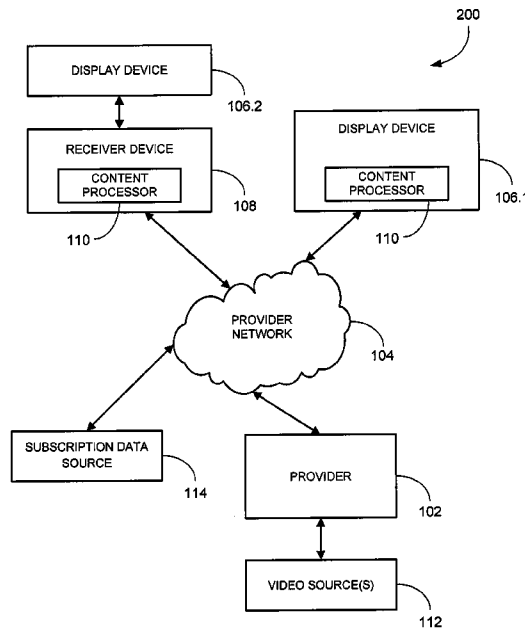 200
DISPLAY DEVICE
106.2
RECEIVER DEVICE
CONTENT
PROCESSOR
108
110
DISPLAY DEVICE
CONTENT
PROCESSOR
106.1
110
PROVIDER
NETWORK
104
SUBSCRIPTION DATA
SOURCE
114
PROVIDER
102
VIDEO SOURCE(S)
112